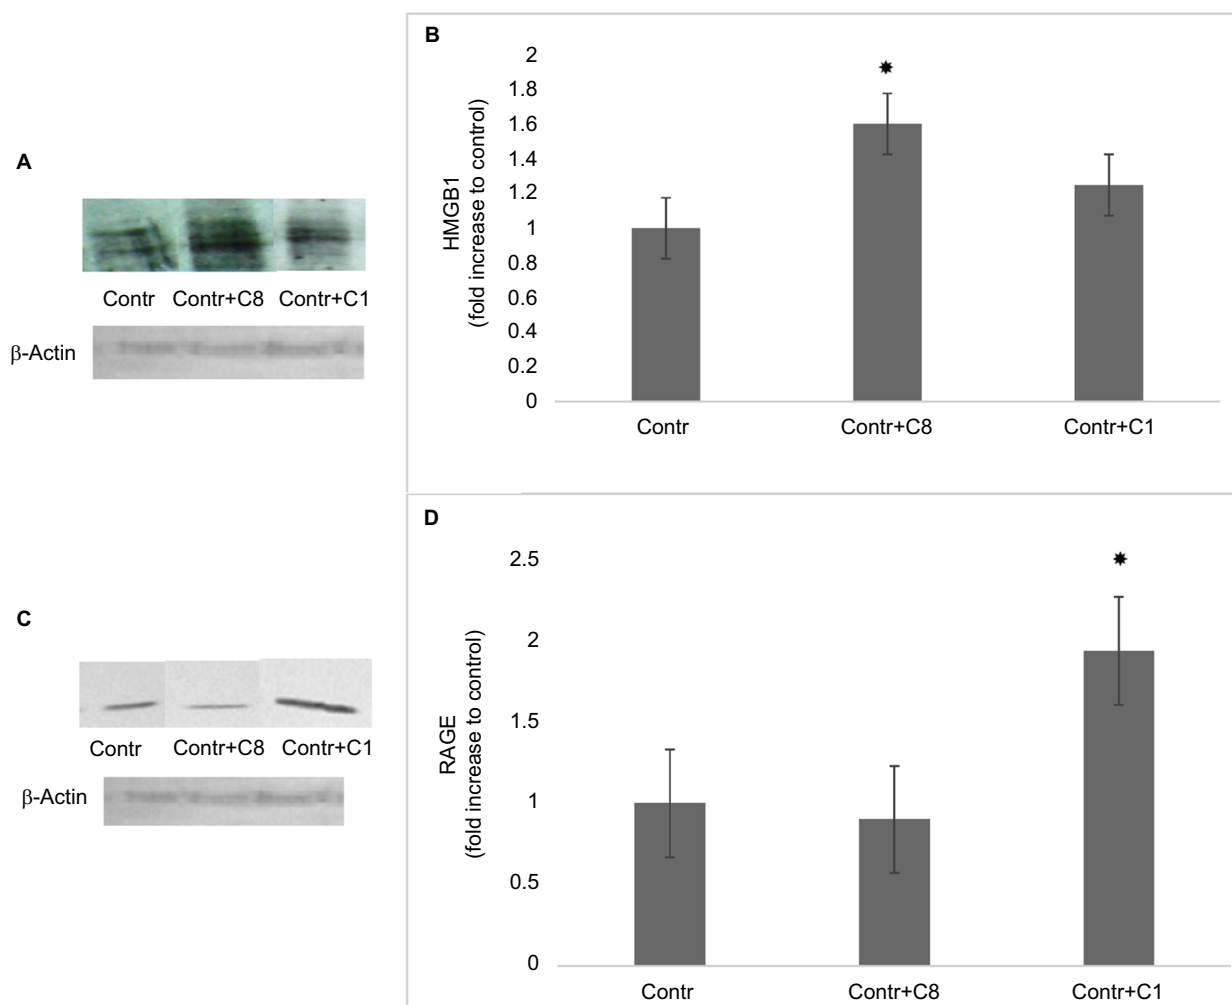 A
Contr Contr+C8 Contr+C1
β-Actin
B
HMGB1
(fold increase to control)
2
1.8
1.6
1.4
1.2
1
0.8
0.6
0.4
0.2
0
Contr Contr+C8 Contr+C1
C
Contr Contr+C8 Contr+C1
β-Actin
D
RAGE
(fold increase to control)
2.5
2
1.5
1
0.5
0
Contr Contr+C8 Contr+C1